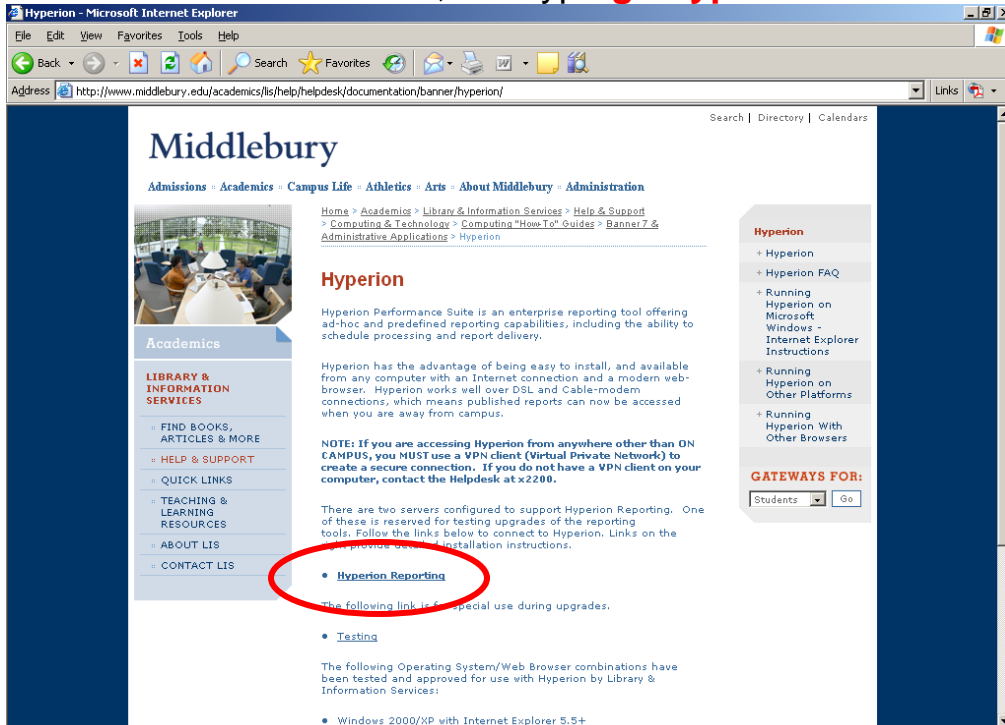 Hyperion - Microsoft Internet Explorer
File Edit View Favorites Tools Help
Back Search Favorites
Address http://www.middlebury.edu/academics/lis/help/helpdesk/documentation/banner/hyperion/ Links
Search | Directory | Calendars
Middlebury
Admissions Academics Campus Life Athletics Arts About Middlebury Administration
Home > Academics > Library & Information Services > Help & Support
> Computing & Technology > Computing "How-To" Guides > Banner 7 &
Administrative Applications > Hyperion
Hyperion
Hyperion Performance Suite is an enterprise reporting tool offering
ad-hoc and predefined reporting capabilities, including the ability to
schedule processing and report delivery.
Hyperion has the advantage of being easy to install, and available
from any computer with an Internet connection and a modern web-
browser. Hyperion works well over DSL and Cable-modem
connections, which means published reports can now be accessed
when you are away from campus.
NOTE: If you are accessing Hyperion from anywhere other than ON
CAMPUS, you MUST use a VPN client (Virtual Private Network) to
create a secure connection. If you do not have a VPN client on your
computer, contact the Helpdesk at x2200.
There are two servers configured to support Hyperion Reporting. One
of these is reserved for testing upgrades of the reporting
tools. Follow the links below to connect to Hyperion. Links on the
right provide detailed installation instructions.
• Hyperion Reporting
The following link is for special use during upgrades.
• Testing
The following Operating System/Web Browser combinations have
been tested and approved for use with Hyperion by Library &
Information Services:
• Windows 2000/XP with Internet Explorer 5.5+
Academics
LIBRARY &
INFORMATION
SERVICES
FIND BOOKS,
ARTICLES & MORE
HELP & SUPPORT
QUICK LINKS
TEACHING &
LEARNING
RESOURCES
ABOUT LIS
CONTACT LIS
Hyperion
+ Hyperion
+ Hyperion FAQ
+ Running
Hyperion on
Microsoft
Windows -
Internet Explorer
Instructions
+ Running
Hyperion on
Other Platforms
+ Running
Hyperion With
Other Browsers
GATEWAYS FOR:
Students Go